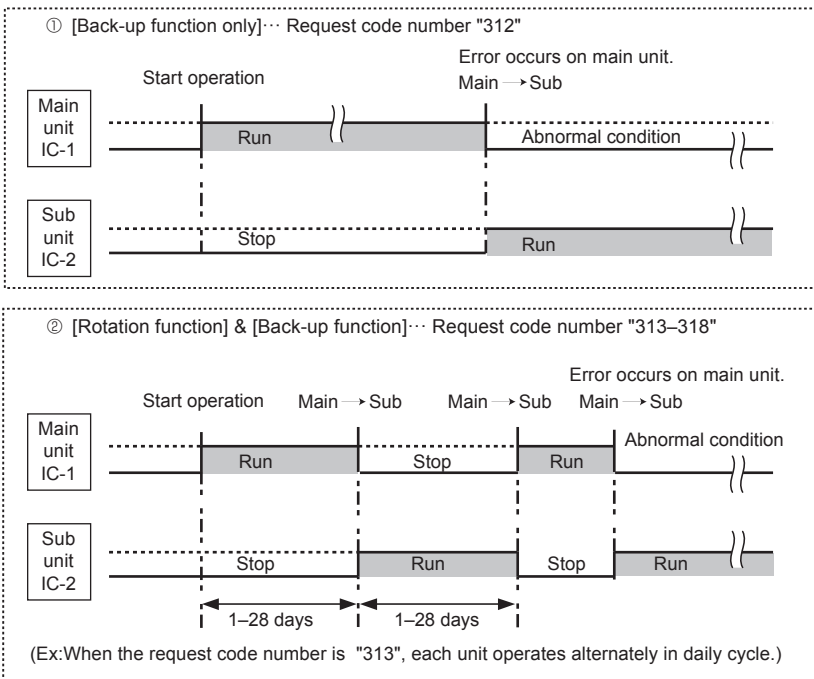 ① [Back-up function only]··· Request code number "312"
Error occurs on main unit.
Start operation
Main → Sub
Main
unit
IC-1
Run
Abnormal condition
Sub
unit
IC-2
Stop
Run
② [Rotation function] & [Back-up function]··· Request code number "313–318"
Error occurs on main unit.
Start operation Main → Sub Main → Sub Main → Sub
Main
unit
IC-1
Run
Stop
Run
Abnormal condition
Sub
unit
IC-2
Stop
Run
Stop
Run
1–28 days
1–28 days
(Ex:When the request code number is "313", each unit operates alternately in daily cycle.)